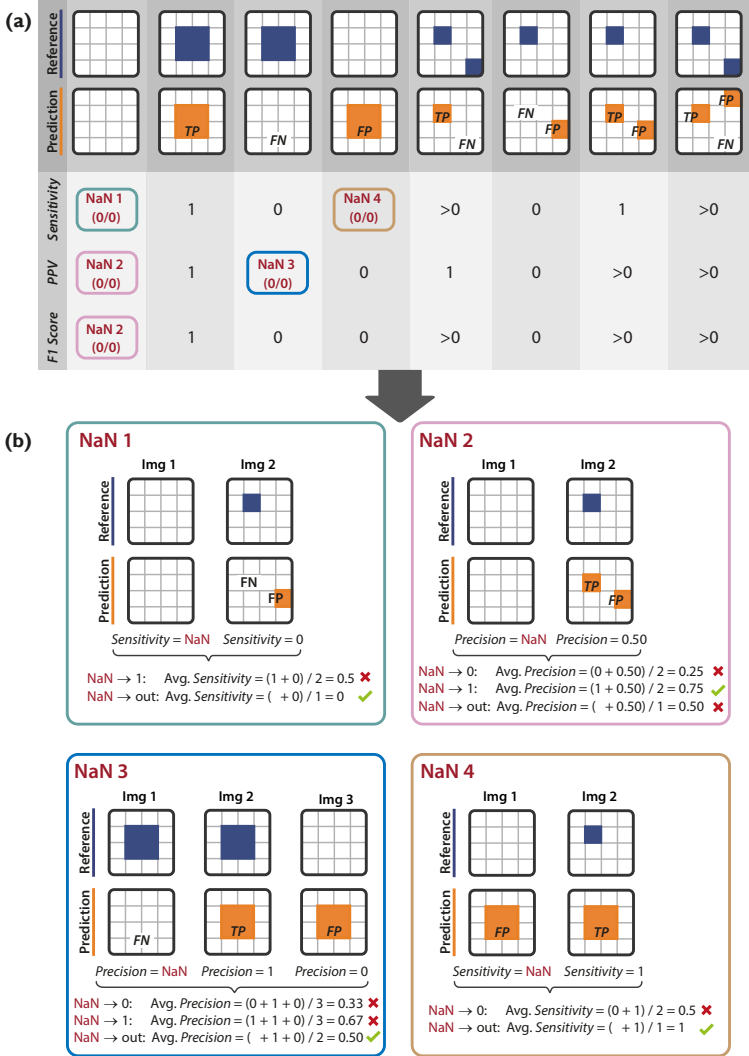 (a)
Reference
Prediction
TP
FN
FP
TP
FN
FN
FP
TP
FP
FP
TP
FN
Sensitivity
NaN 1
(0/0)
1
0
NaN 4
(0/0)
>0
0
1
>0
PPV
NaN 2
(0/0)
1
NaN 3
(0/0)
0
1
0
>0
>0
F1 Score
NaN 2
(0/0)
1
0
0
>0
0
>0
>0
(b)
NaN 1
Img 1 Img 2
Reference
Prediction
FN
FP
Sensitivity = NaN Sensitivity = 0
NaN → 1: Avg. Sensitivity = (1 + 0) / 2 = 0.5 ✖
NaN → out: Avg. Sensitivity = (  + 0) / 1 = 0 ✓
NaN 2
Img 1 Img 2
Reference
Prediction
TP
FP
Precision = NaN Precision = 0.50
NaN → 0: Avg. Precision = (0 + 0.50) / 2 = 0.25 ✖
NaN → 1: Avg. Precision = (1 + 0.50) / 2 = 0.75 ✓
NaN → out: Avg. Precision = (  + 0.50) / 1 = 0.50 ✖
NaN 3
Img 1 Img 2 Img 3
Reference
Prediction
FN
TP
FP
Precision = NaN Precision = 1 Precision = 0
NaN → 0: Avg. Precision = (0 + 1 + 0) / 3 = 0.33 ✖
NaN → 1: Avg. Precision = (1 + 1 + 0) / 3 = 0.67 ✖
NaN → out: Avg. Precision = (  + 1 + 0) / 2 = 0.50 ✓
NaN 4
Img 1 Img 2
Reference
Prediction
FP
TP
Sensitivity = NaN Sensitivity = 1
NaN → 0: Avg. Sensitivity = (0 + 1) / 2 = 0.5 ✖
NaN → out: Avg. Sensitivity = (  + 1) / 1 = 1 ✓